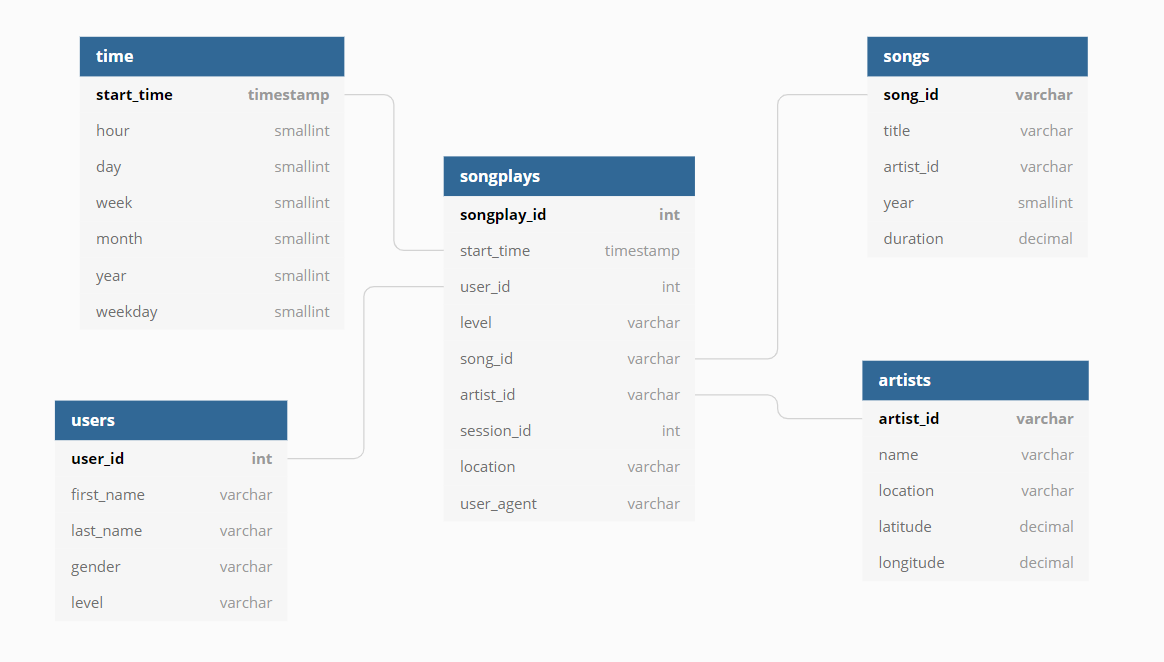 time
start_time timestamp
hour smallint
day smallint
week smallint
month smallint
year smallint
weekday smallint
users
user_id int
first_name varchar
last_name varchar
gender varchar
level varchar
songplays
songplay_id int
start_time timestamp
user_id int
level varchar
song_id varchar
artist_id varchar
session_id int
location varchar
user_agent varchar
songs
song_id varchar
title varchar
artist_id varchar
year smallint
duration decimal
artists
artist_id varchar
name varchar
location varchar
latitude decimal
longitude decimal